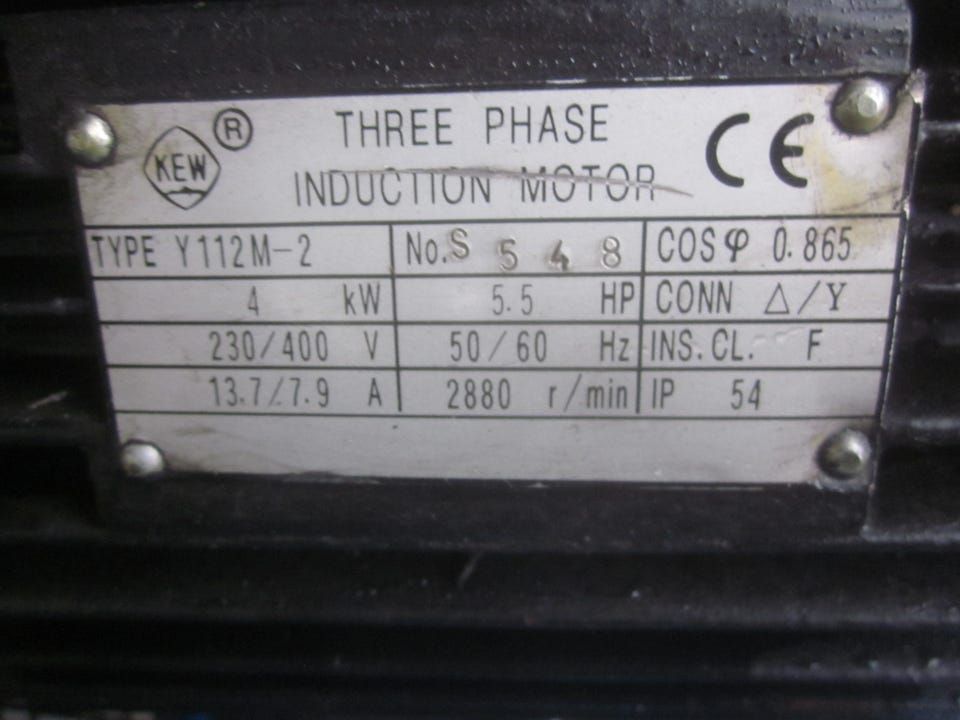 KEW ® THREE PHASE CE
INDUCTION MOTOR
TYPE Y112M-2 No. S 5 4 8 COS φ 0.865
4 kW 5.5 HP CONN △/Y
230/400 V 50/60 Hz INS.CL. F
13.7/7.9 A 2880 r/min IP 54